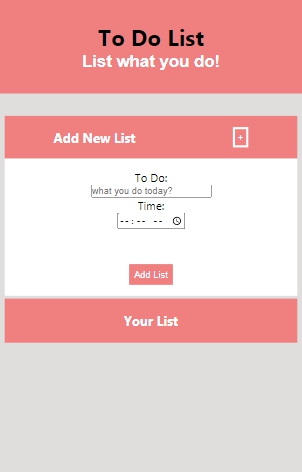 To Do List
List what you do!
Add New List
+
To Do:
what you do today?
Time:
--:-- --
Add List
Your List